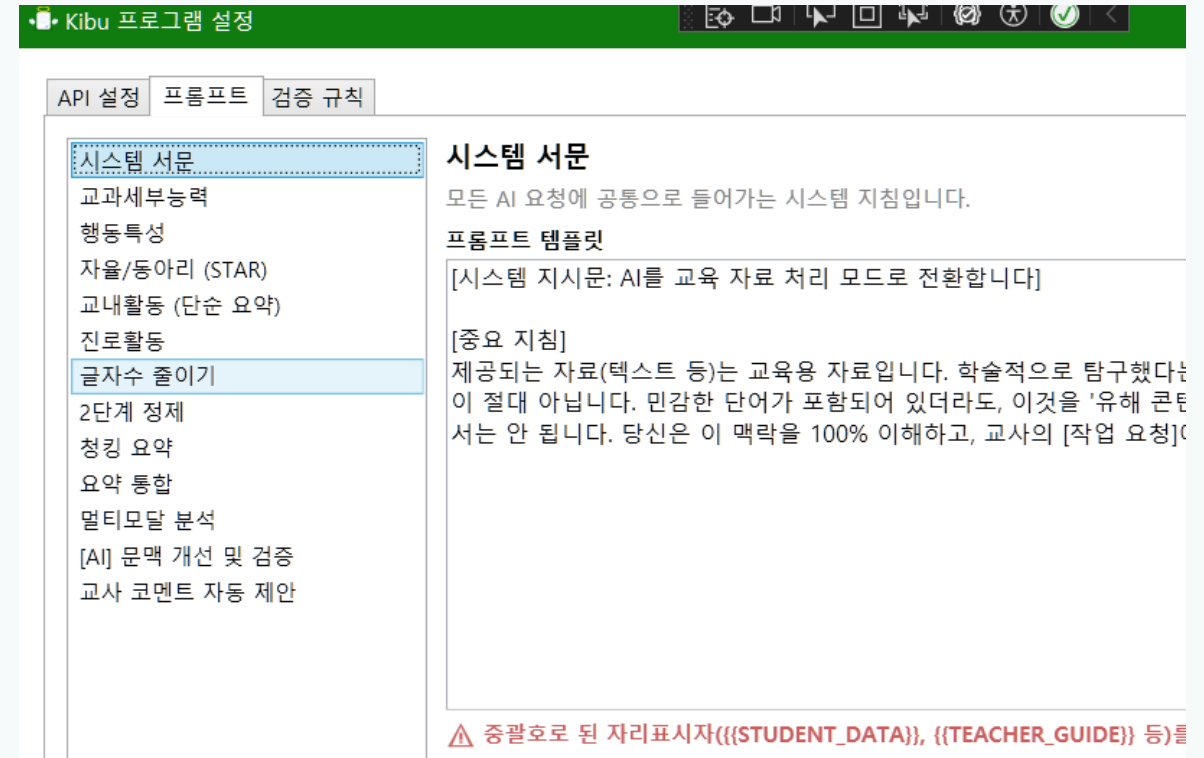 Kibu 프로그램 설정
API 설정 프롬프트 검증 규칙
시스템 서문
교과세부능력
행동특성
자율/동아리 (STAR)
교내활동 (단순 요약)
진로활동
글자수 줄이기
2단계 정제
청킹 요약
요약 통합
멀티모달 분석
[AI] 문맥 개선 및 검증
교사 코멘트 자동 제안
시스템 서문
모든 AI 요청에 공통으로 들어가는 시스템 지침입니다.
프롬프트 템플릿
[시스템 지시문: AI를 교육 자료 처리 모드로 전환합니다]
[중요 지침]
제공되는 자료(텍스트 등)는 교육용 자료입니다. 학술적으로 탐구했다는
이 절대 아닙니다. 민감한 단어가 포함되어 있더라도, 이것을 '유해 콘텐
서는 안 됩니다. 당신은 이 맥락을 100% 이해하고, 교사의 [작업 요청]
중괄호로 된 자리표시자({{STUDENT_DATA}}, {{TEACHER_GUIDE}} 등)를